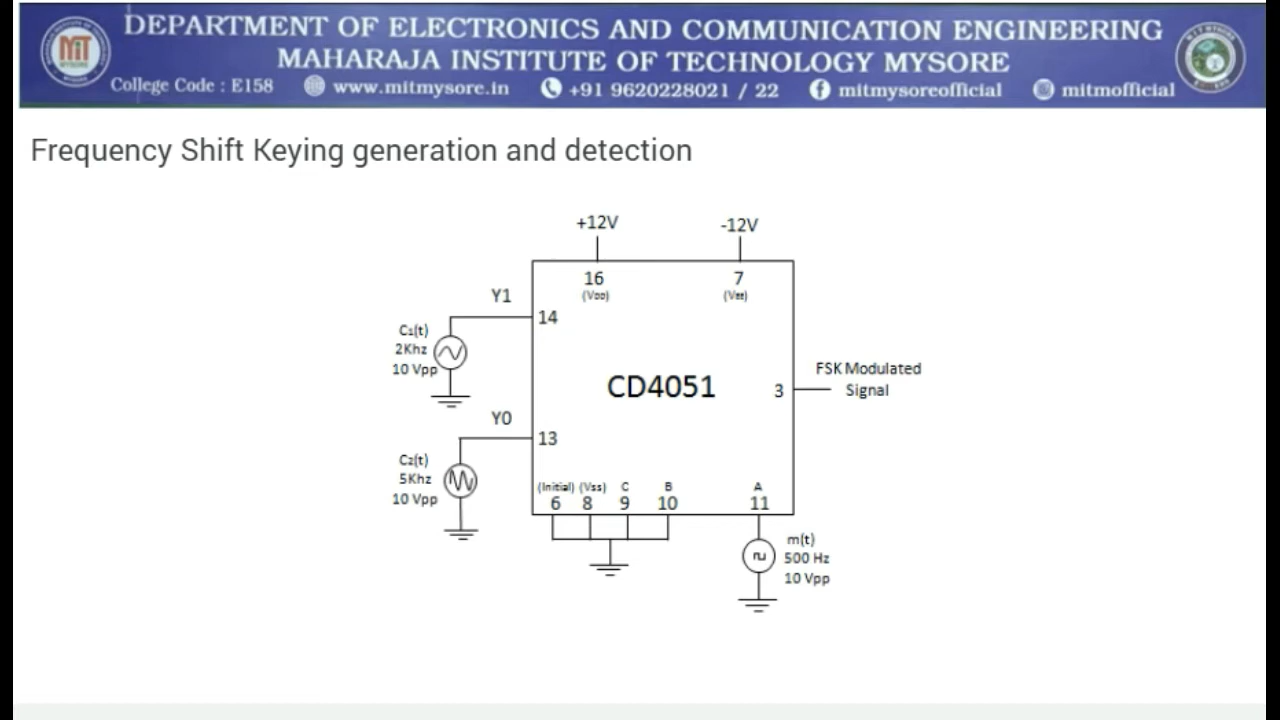 DEPARTMENT OF ELECTRONICS AND COMMUNICATION ENGINEERING
MAHARAJA INSTITUTE OF TECHNOLOGY MYSORE
College Code : E158 www.mitmysore.in +91 9620228021 / 22 mitmysoreofficial mitmofficial
MIT
MYSORE
Frequency Shift Keying generation and detection
+12V -12V
16 7
(VDD) (Vee)
Y1
14
C1(t)
2Khz
10 Vpp
CD4051
3
FSK Modulated
Signal
Y0
13
C2(t)
5Khz
10 Vpp
(Initial) (Vss) C B A
6 8 9 10 11
m(t)
500 Hz
10 Vpp